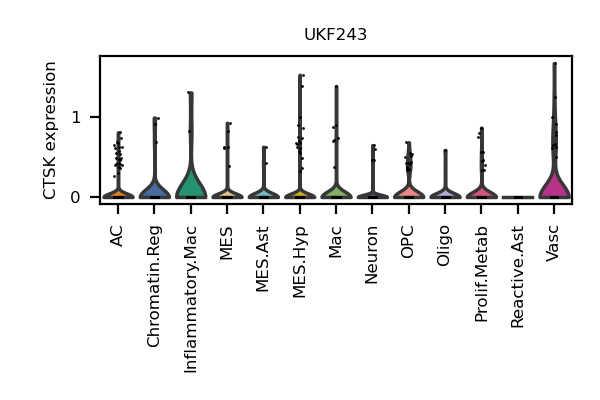 UKF243
CTSK expression
1
0
AC
Chromatin.Reg
Inflammatory.Mac
MES
MES.Ast
MES.Hyp
Mac
Neuron
OPC
Oligo
Prolif.Metab
Reactive.Ast
Vasc